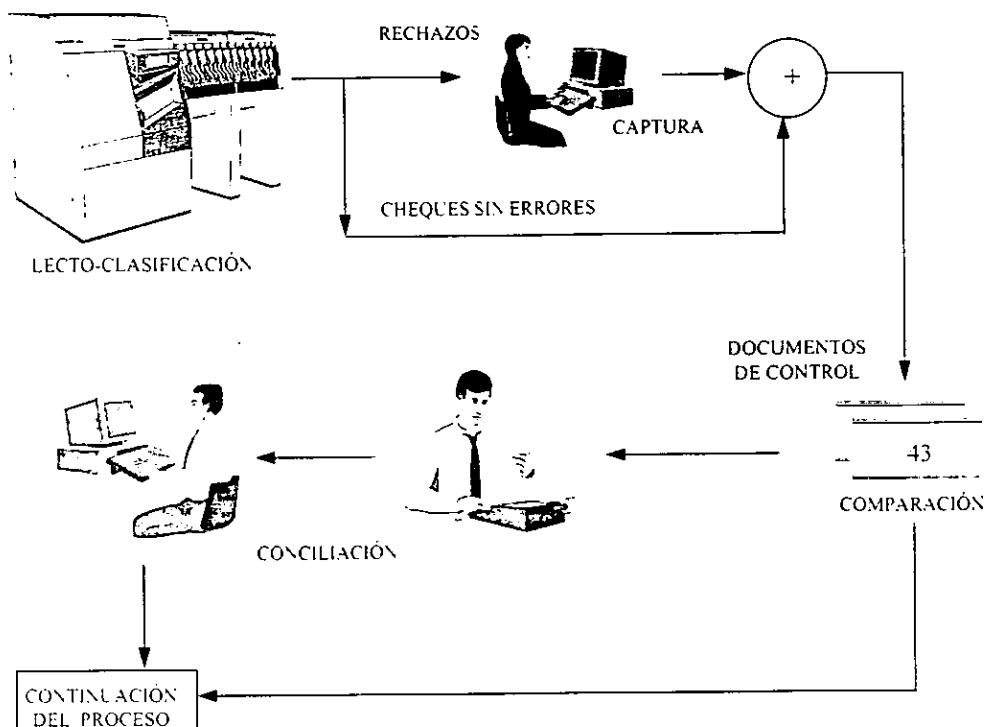 RECHAZOS
+
CAPTURA
CHEQUES SIN ERRORES
LECTO-CLASIFICACIÓN
DOCUMENTOS
DE CONTROL
43
COMPARACIÓN
CONCILIACIÓN
CONTINUACIÓN
DEL PROCESO